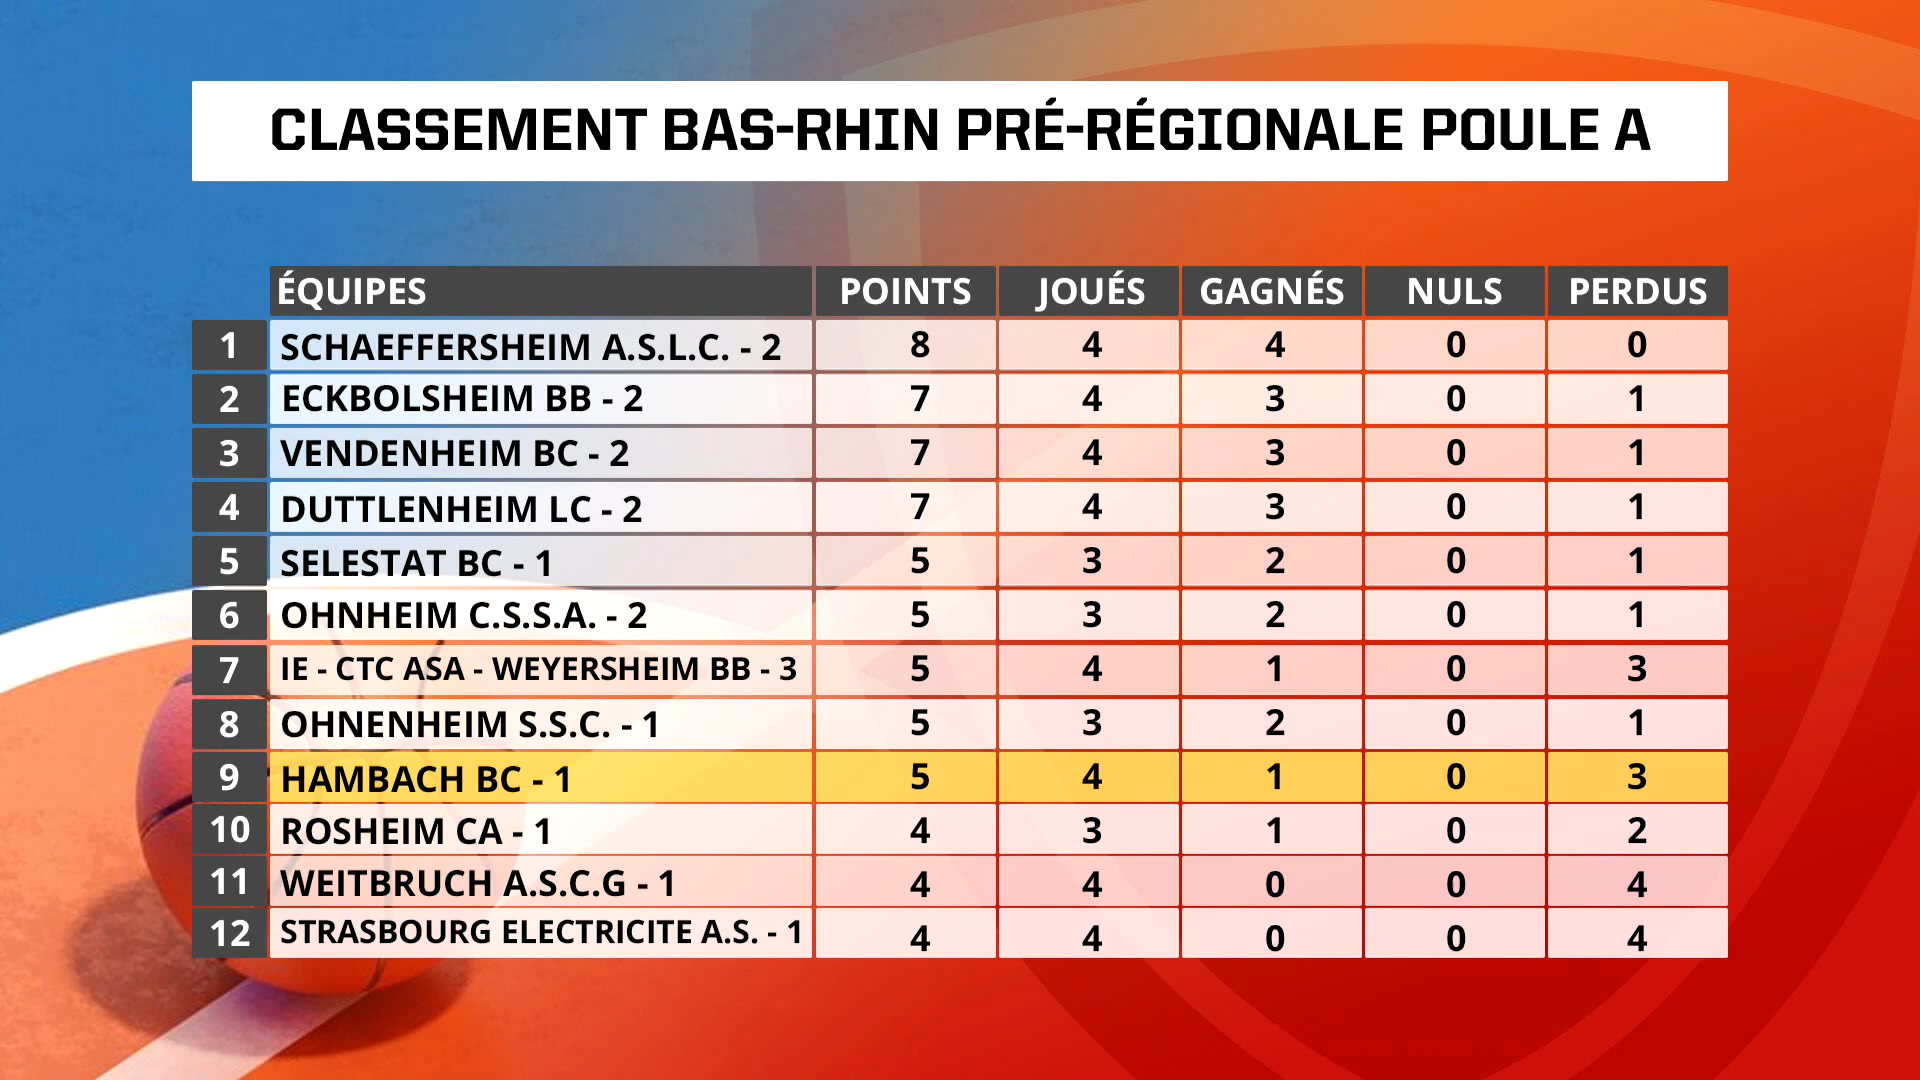 CLASSEMENT BAS-RHIN PRÉ-RÉGIONALE POULE A
ÉQUIPES POINTS JOUÉS GAGNÉS NULS PERDUS
1 SCHAEFFERSHEIM A.S.L.C. - 2 8 4 4 0 0
2 ECKBOLSHEIM BB - 2 7 4 3 0 1
3 VENDENHEIM BC - 2 7 4 3 0 1
4 DUTTLENHEIM LC - 2 7 4 3 0 1
5 SELESTAT BC - 1 5 3 2 0 1
6 OHNHEIM C.S.S.A. - 2 5 3 2 0 1
7 IE - CTC ASA - WEYERSHEIM BB - 3 5 4 1 0 3
8 OHNENHEIM S.S.C. - 1 5 3 2 0 1
9 HAMBACH BC - 1 5 4 1 0 3
10 ROSHEIM CA - 1 4 3 1 0 2
11 WEITBRUCH A.S.C.G - 1 4 4 0 0 4
12 STRASBOURG ELECTRICITE A.S. - 1 4 4 0 0 4